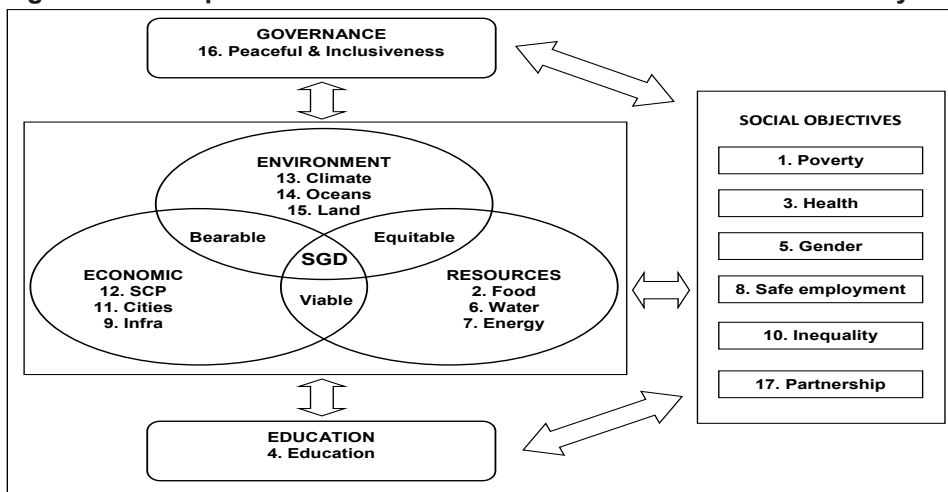 GOVERNANCE
16. Peaceful & Inclusiveness
SOCIAL OBJECTIVES
1. Poverty
3. Health
5. Gender
8. Safe employment
10. Inequality
17. Partnership
ENVIRONMENT
13. Climate
14. Oceans
15. Land
Bearable
Equitable
SGD
ECONOMIC
12. SCP
11. Cities
9. Infra
Viable
RESOURCES
2. Food
6. Water
7. Energy
EDUCATION
4. Education